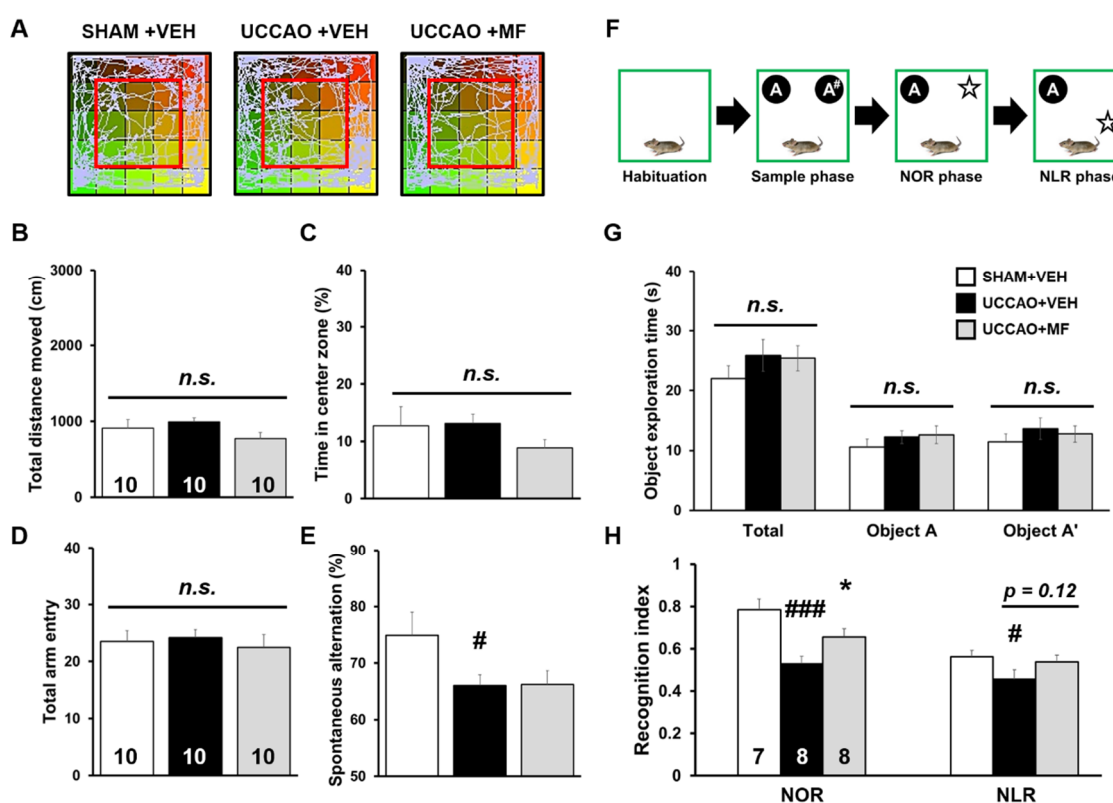 A
SHAM +VEH
UCCAO +VEH
UCCAO +MF
F
A
A#
A
A
Habituation
Sample phase
NOR phase
NLR phase
B
Total distance moved (cm)
3000
2000
1000
0
n.s.
10
10
10
C
Time in center zone (%)
40
30
20
10
0
n.s.
G
Object exploration time (s)
40
30
20
10
0
n.s.
n.s.
n.s.
SHAM+VEH
UCCAO+VEH
UCCAO+MF
Total
Object A
Object A'
D
Total arm entry
40
30
20
10
0
n.s.
10
10
10
E
Spontaneous alternation (%)
90
80
70
60
50
#
H
Recognition index
1
0.8
0.6
0.4
0.2
0
###
*
#
p = 0.12
7
8
8
NOR
NLR